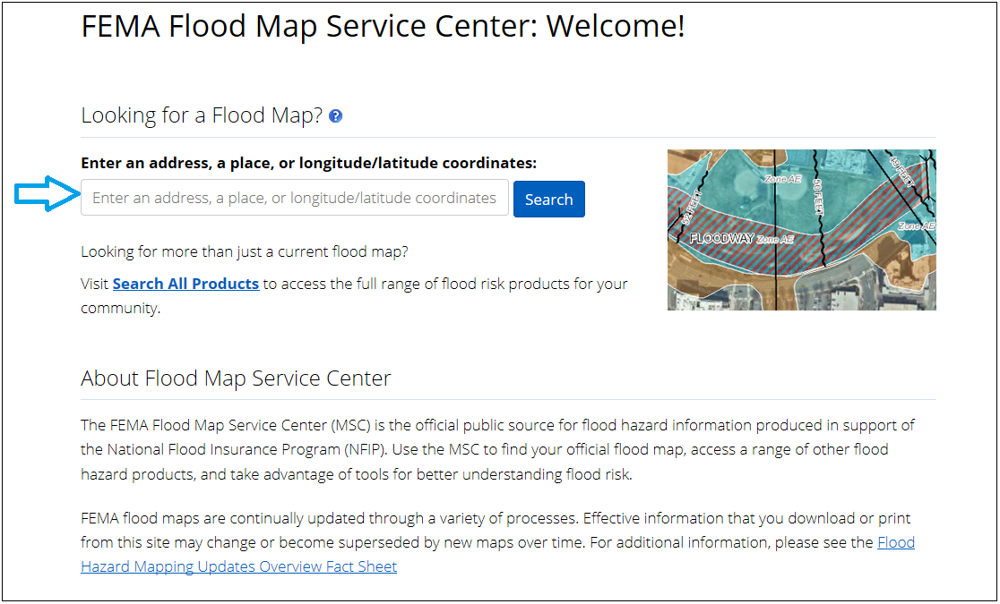 FEMA Flood Map Service Center: Welcome!
Looking for a Flood Map? ?
Enter an address, a place, or longitude/latitude coordinates:
Enter an address, a place, or longitude/latitude coordinates
Search
Zone AE
49 FEET
50 FEET
52 FEET
Zone AE
FLOODWAY Zone AE
Looking for more than just a current flood map?
Visit Search All Products to access the full range of flood risk products for your
community.
About Flood Map Service Center
The FEMA Flood Map Service Center (MSC) is the official public source for flood hazard information produced in support of
the National Flood Insurance Program (NFIP). Use the MSC to find your official flood map, access a range of other flood
hazard products, and take advantage of tools for better understanding flood risk.
FEMA flood maps are continually updated through a variety of processes. Effective information that you download or print
from this site may change or become superseded by new maps over time. For additional information, please see the Flood
Hazard Mapping Updates Overview Fact Sheet